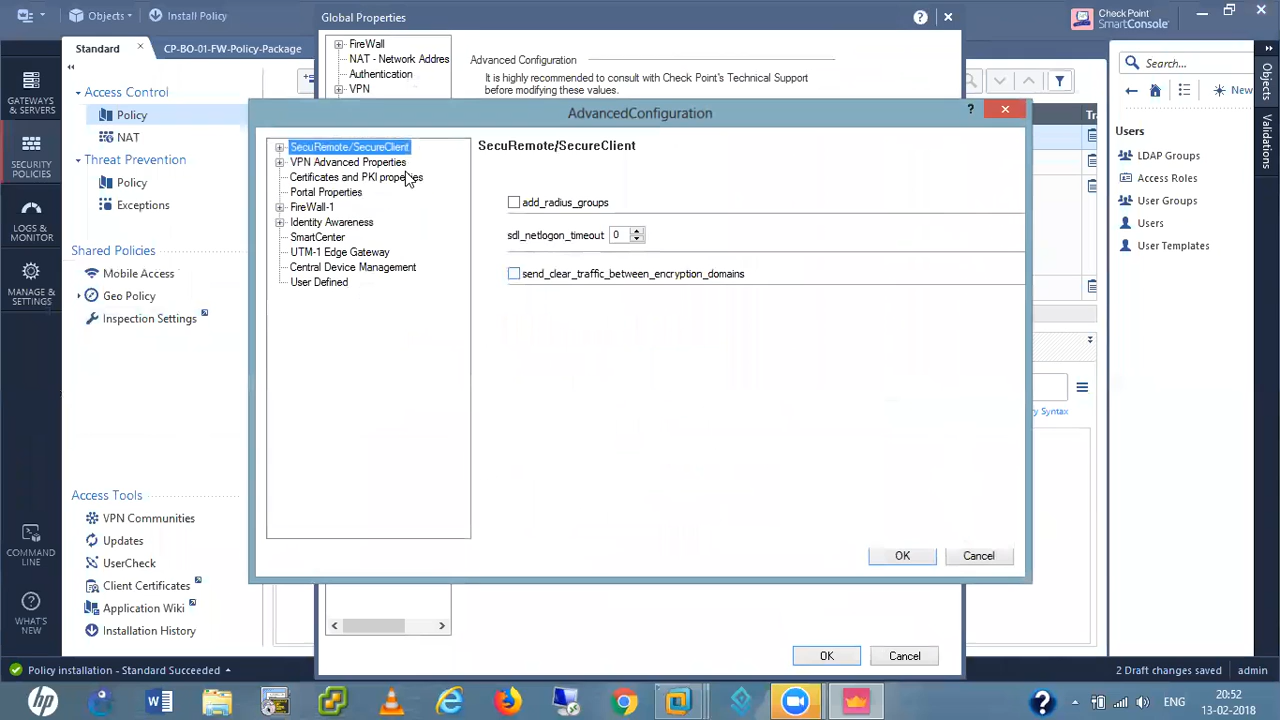 Objects
Install Policy
Global Properties
?
Check Point
SmartConsole
Standard
CP-BO-01-FW-Policy-Package
FireWall
NAT - Network Addres
Authentication
VPN
Advanced Configuration
It is highly recommended to consult with Check Point's Technical Support
before modifying these values.
Search...
New
Objects
Validations
GATEWAYS
& SERVERS
SECURITY
POLICIES
LOGS &
MONITOR
MANAGE &
SETTINGS
COMMAND
LINE
WHAT'S
NEW
Access Control
Policy
NAT
Threat Prevention
Policy
Exceptions
Shared Policies
Mobile Access
Geo Policy
Inspection Settings
Access Tools
VPN Communities
Updates
UserCheck
Client Certificates
Application Wiki
Installation History
AdvancedConfiguration
?
SecuRemote/SecureClient
VPN Advanced Properties
Certificates and PKI properties
Portal Properties
FireWall-1
Identity Awareness
SmartCenter
UTM-1 Edge Gateway
Central Device Management
User Defined
SecuRemote/SecureClient
add_radius_groups
sdl_netlogon_timeout 0
send_clear_traffic_between_encryption_domains
OK
Cancel
OK
Cancel
Tra
y Syntax
Users
LDAP Groups
Access Roles
User Groups
Users
User Templates
Policy installation - Standard Succeeded
2 Draft changes saved
admin
ENG
20:52
13-02-2018